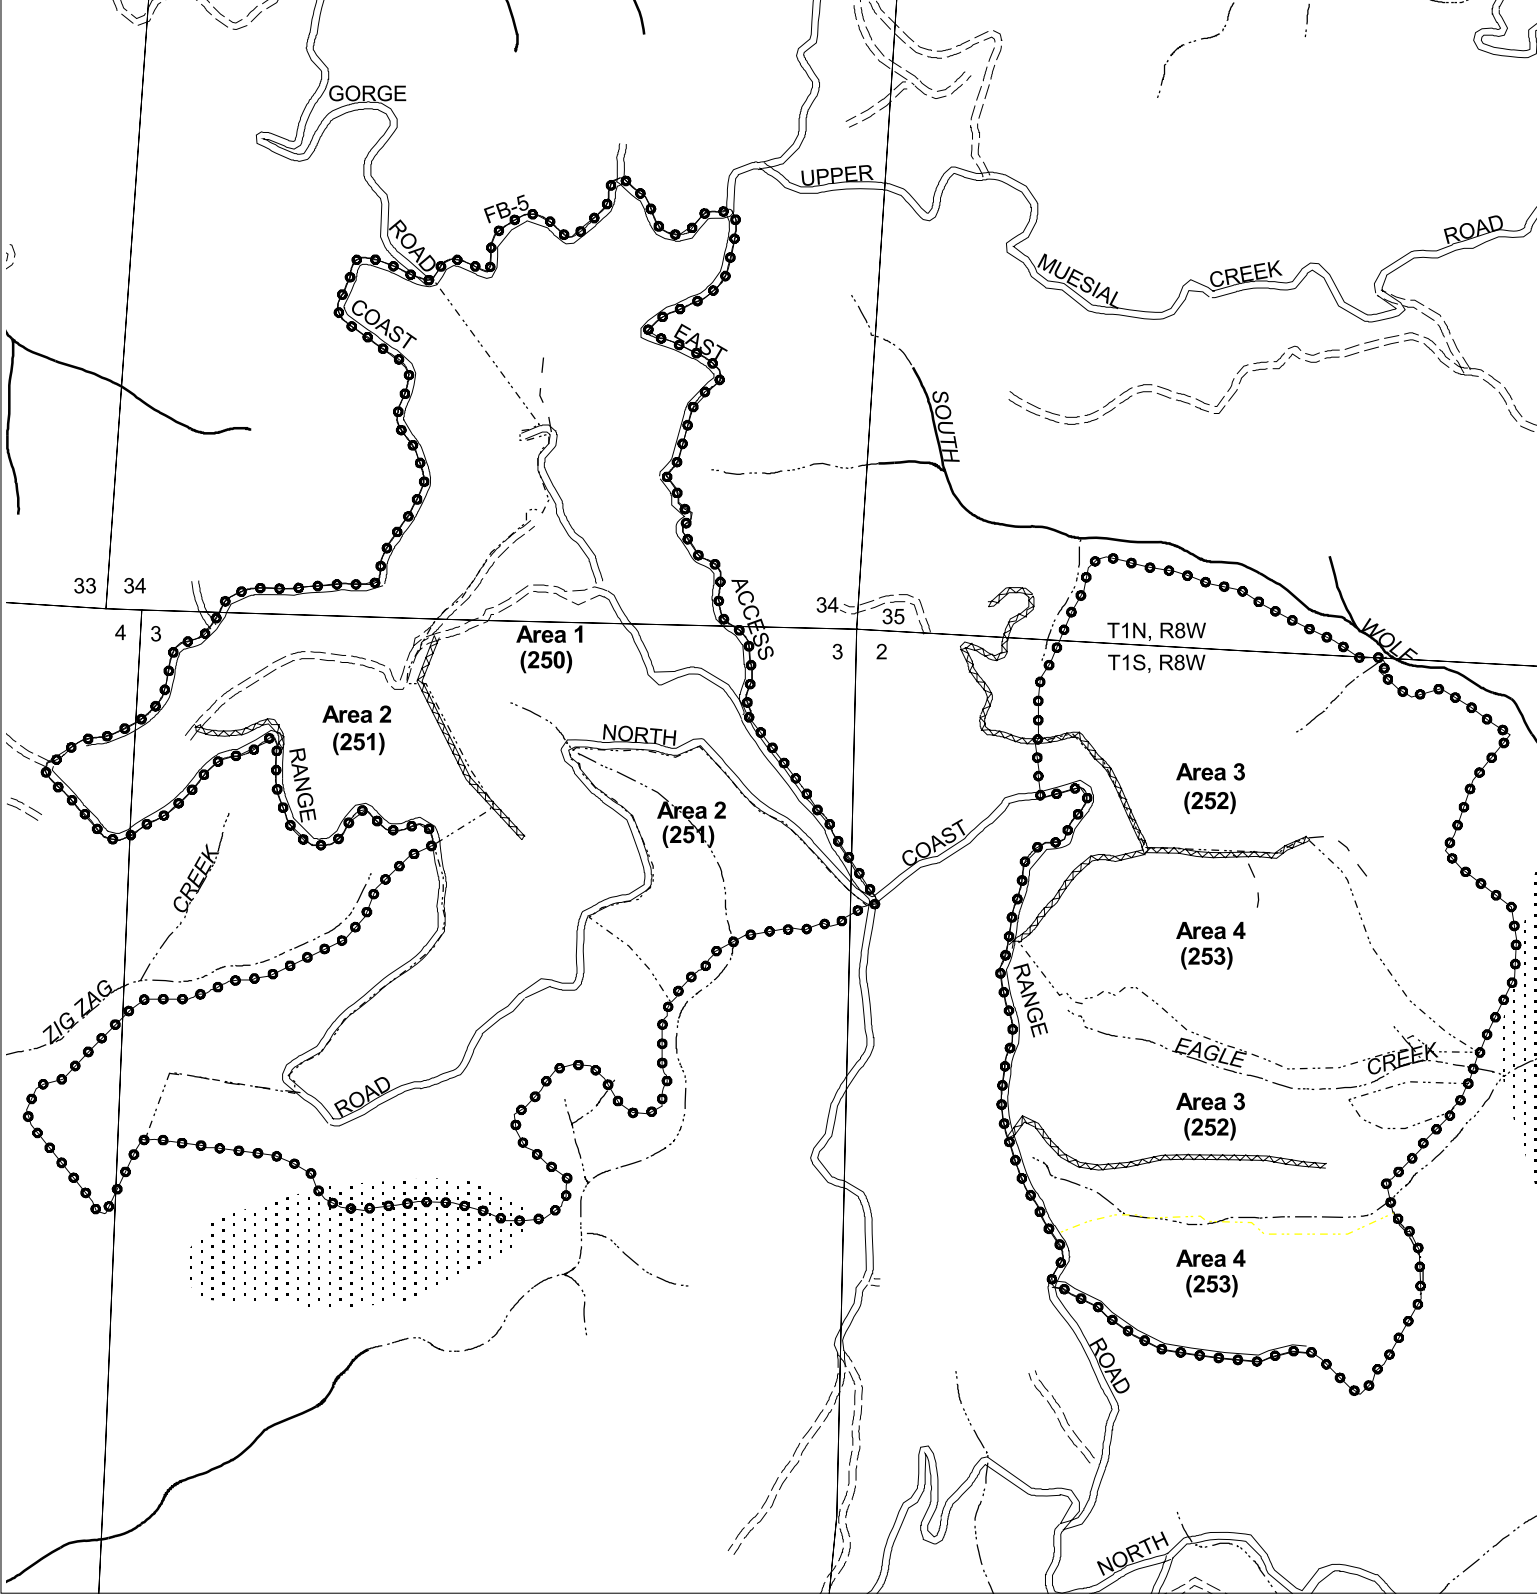 GORGE
UPPER
FB-5
ROAD
ROAD
MUESIAL
CREEK
COAST
EAST
SOUTH
33
34
ACCESS
34
35
4
3
Area 1
(250)
3
2
T1N, R8W
T1S, R8W
WOLF
Area 2
(251)
NORTH
RANGE
Area 3
(252)
Area 2
(251)
COAST
CREEK
Area 4
(253)
ZIG ZAG
RANGE
EAGLE
CREEK
ROAD
Area 3
(252)
Area 4
(253)
ROAD
NORTH